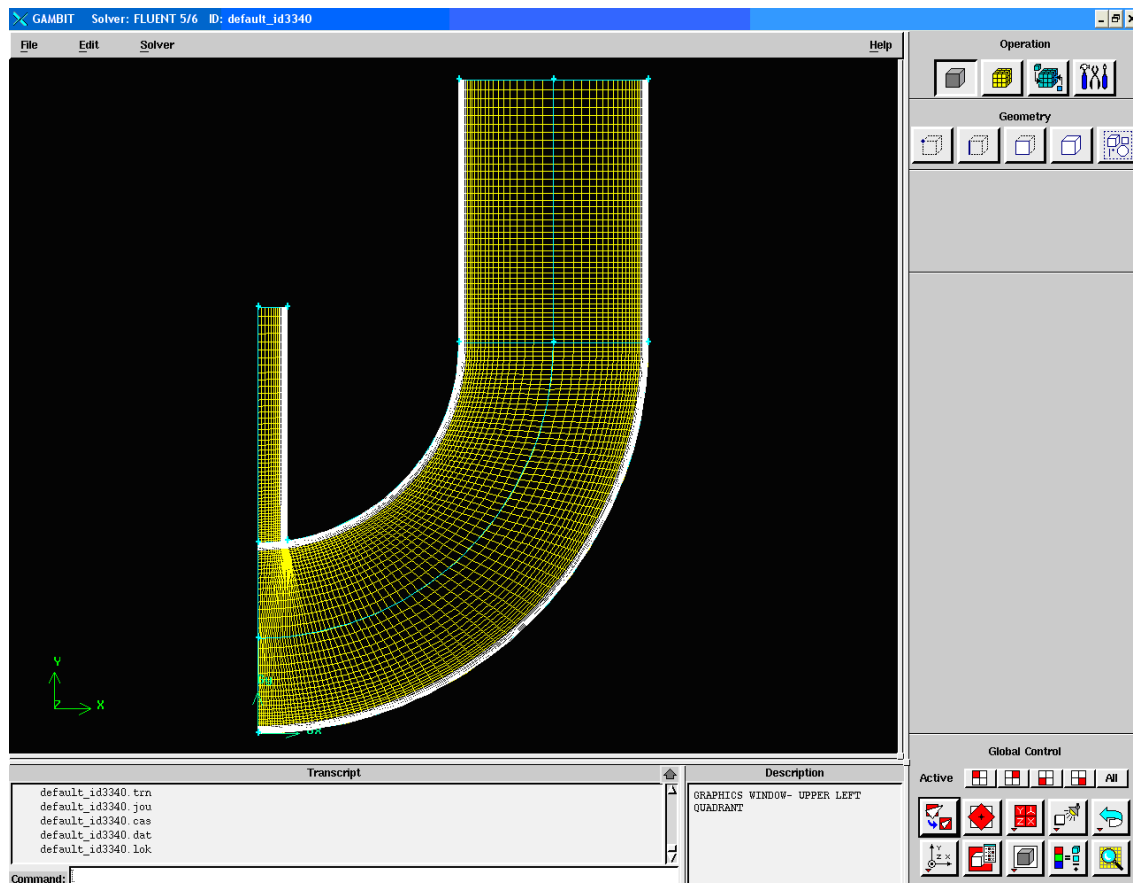 GAMBIT Solver: FLUENT 5/6 ID: default_id3340
File Edit Solver Help
Operation
Geometry
Y
Z X
Transcript
default_id3340.trn
default_id3340.jou
default_id3340.cas
default_id3340.dat
default_id3340.lok
Command:
Description
GRAPHICS WINDOW- UPPER LEFT
QUADRANT
Global Control
Active All